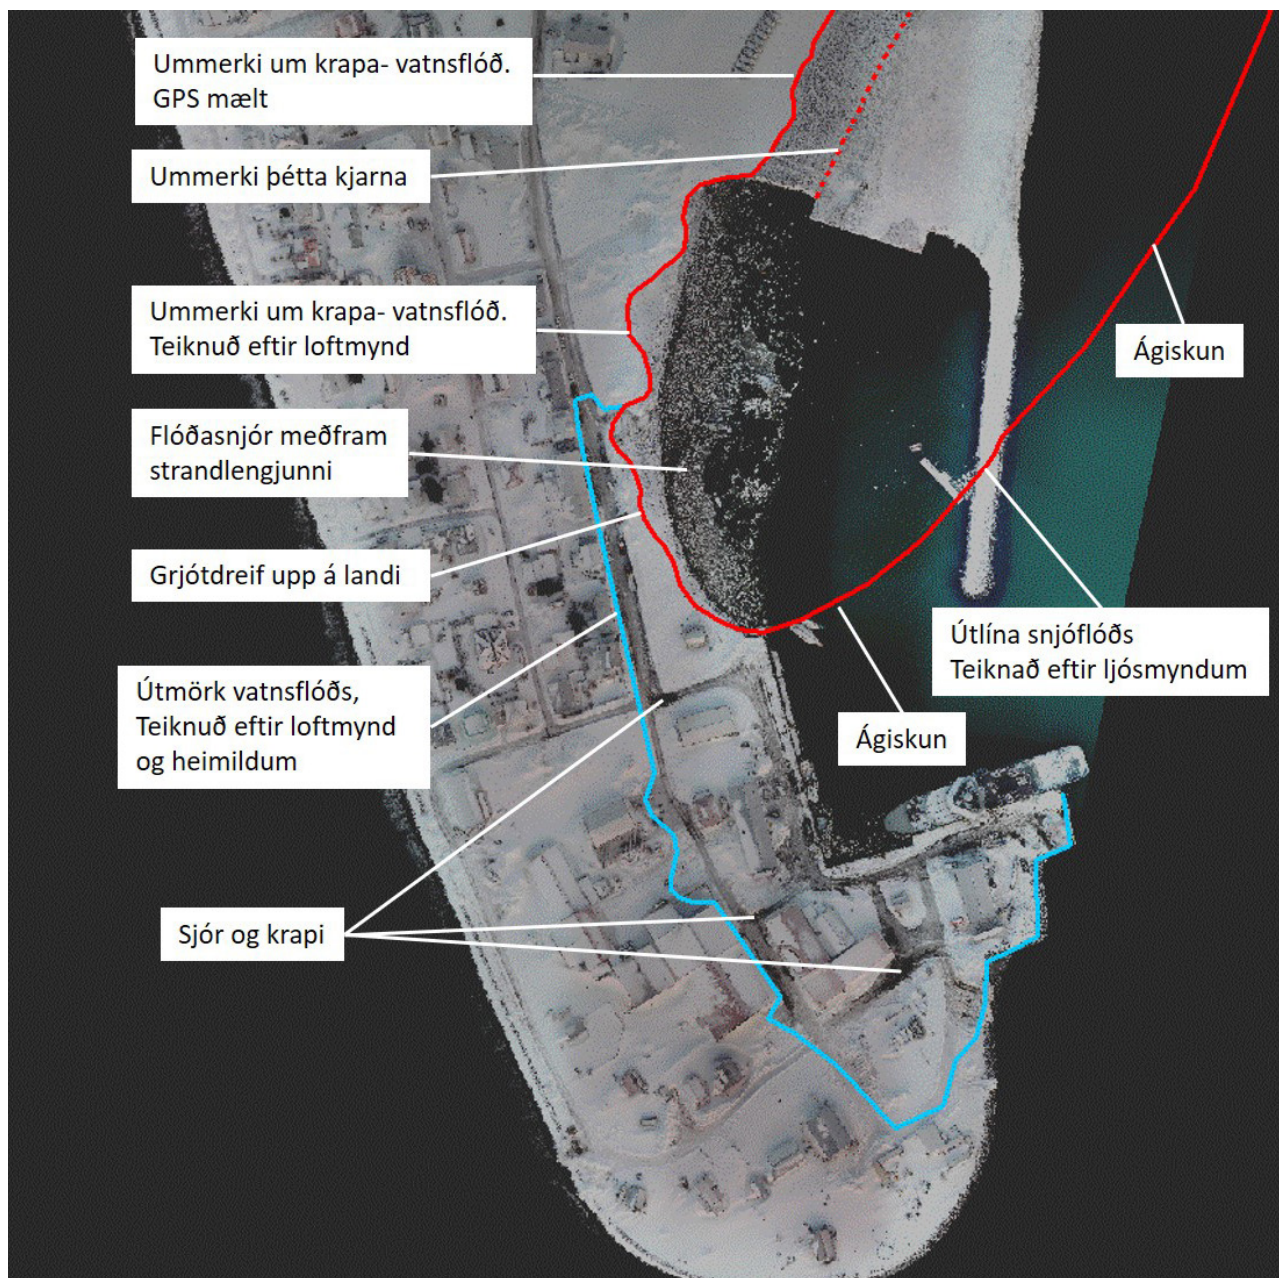 Ummerki um krapa- vatnsflóð.
GPS mælt
Ummerki þétta kjarna
Ummerki um krapa- vatnsflóð.
Teiknuð eftir loftmynd
Ágiskun
Flóðasnjór meðfram
strandlengjunni
Grjótdreif upp á landi
Útlína snjóflóðs
Teiknað eftir ljósmyndum
Útmörk vatnsflóðs,
Teiknuð eftir loftmynd
og heimildum
Ágiskun
Sjór og krapi